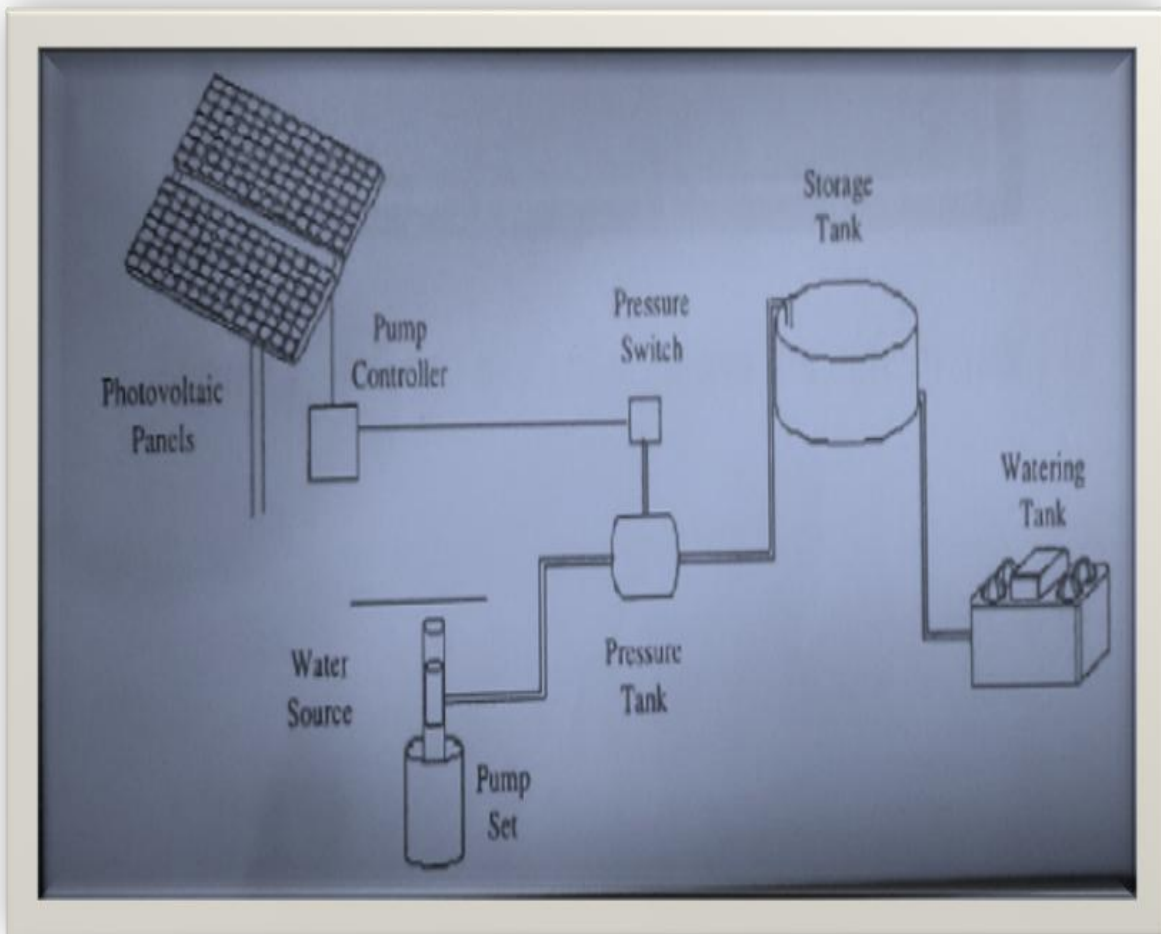 Storage
Tank
Pressure
Switch
Pump
Controller
Photovoltaic
Panels
Watering
Tank
Water
Source
Pressure
Tank
Pump
Set